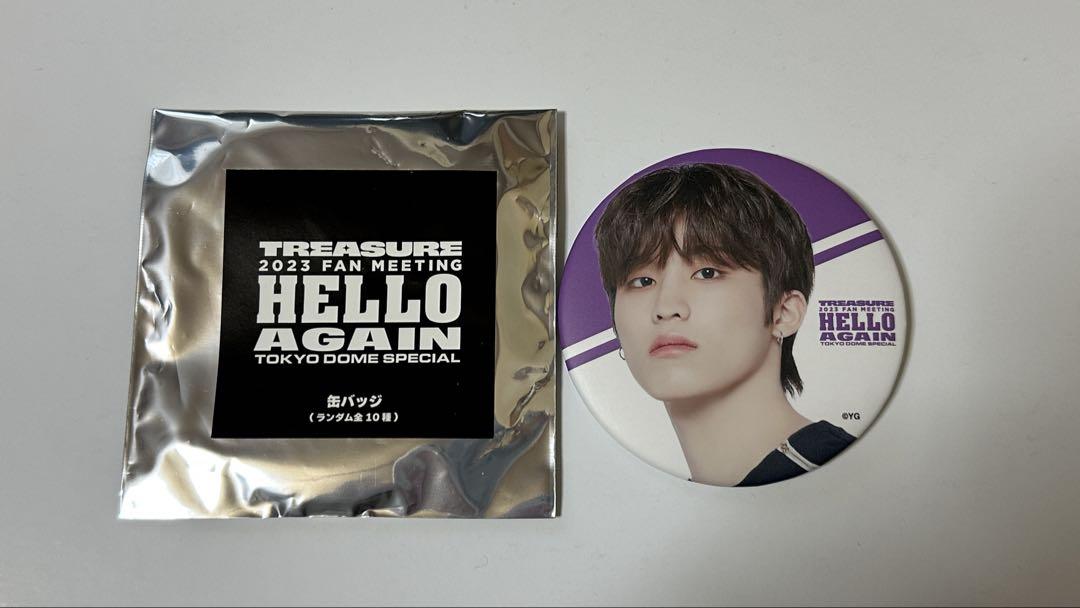 TREASURE
2023 FAN MEETING
HELLO
AGAIN
TOKYO DOME SPECIAL
缶バッジ
(ランダム全10種)
TREASURE
2023 FAN MEETING
HELLO
AGAIN
TOKYO DOME SPECIAL
©YG